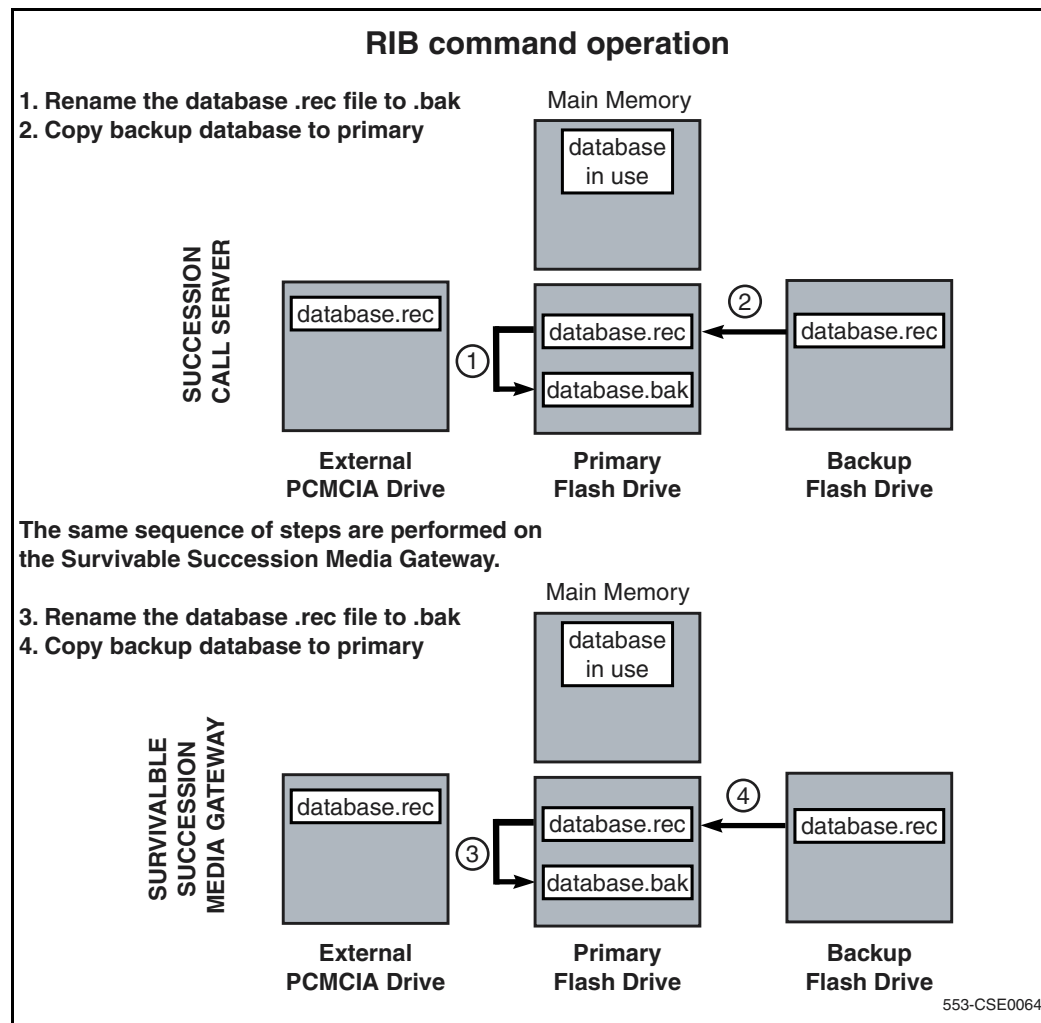 RIB command operation
1. Rename the database .rec file to .bak
2. Copy backup database to primary
Main Memory
database
in use
SUCCESSION
CALL SERVER
database.rec
1
database.rec
database.bak
2
database.rec
External
PCMCIA Drive
Primary
Flash Drive
Backup
Flash Drive
The same sequence of steps are performed on
the Survivable Succession Media Gateway.
3. Rename the database .rec file to .bak
4. Copy backup database to primary
Main Memory
database
in use
SURVIVALBLE
SUCCESSION
MEDIA GATEWAY
database.rec
3
database.rec
database.bak
4
database.rec
External
PCMCIA Drive
Primary
Flash Drive
Backup
Flash Drive
553-CSE0064